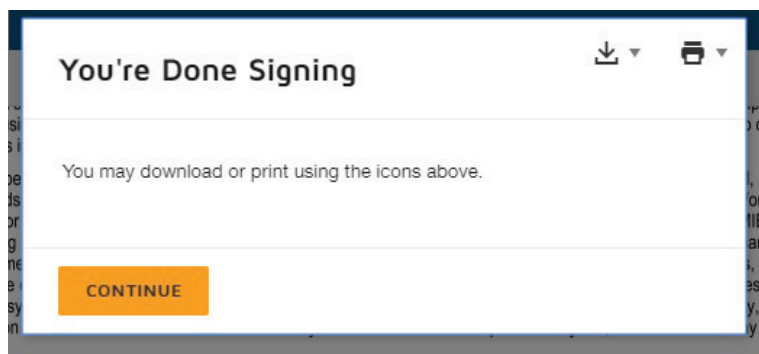 You're Done Signing
You may download or print using the icons above.
CONTINUE